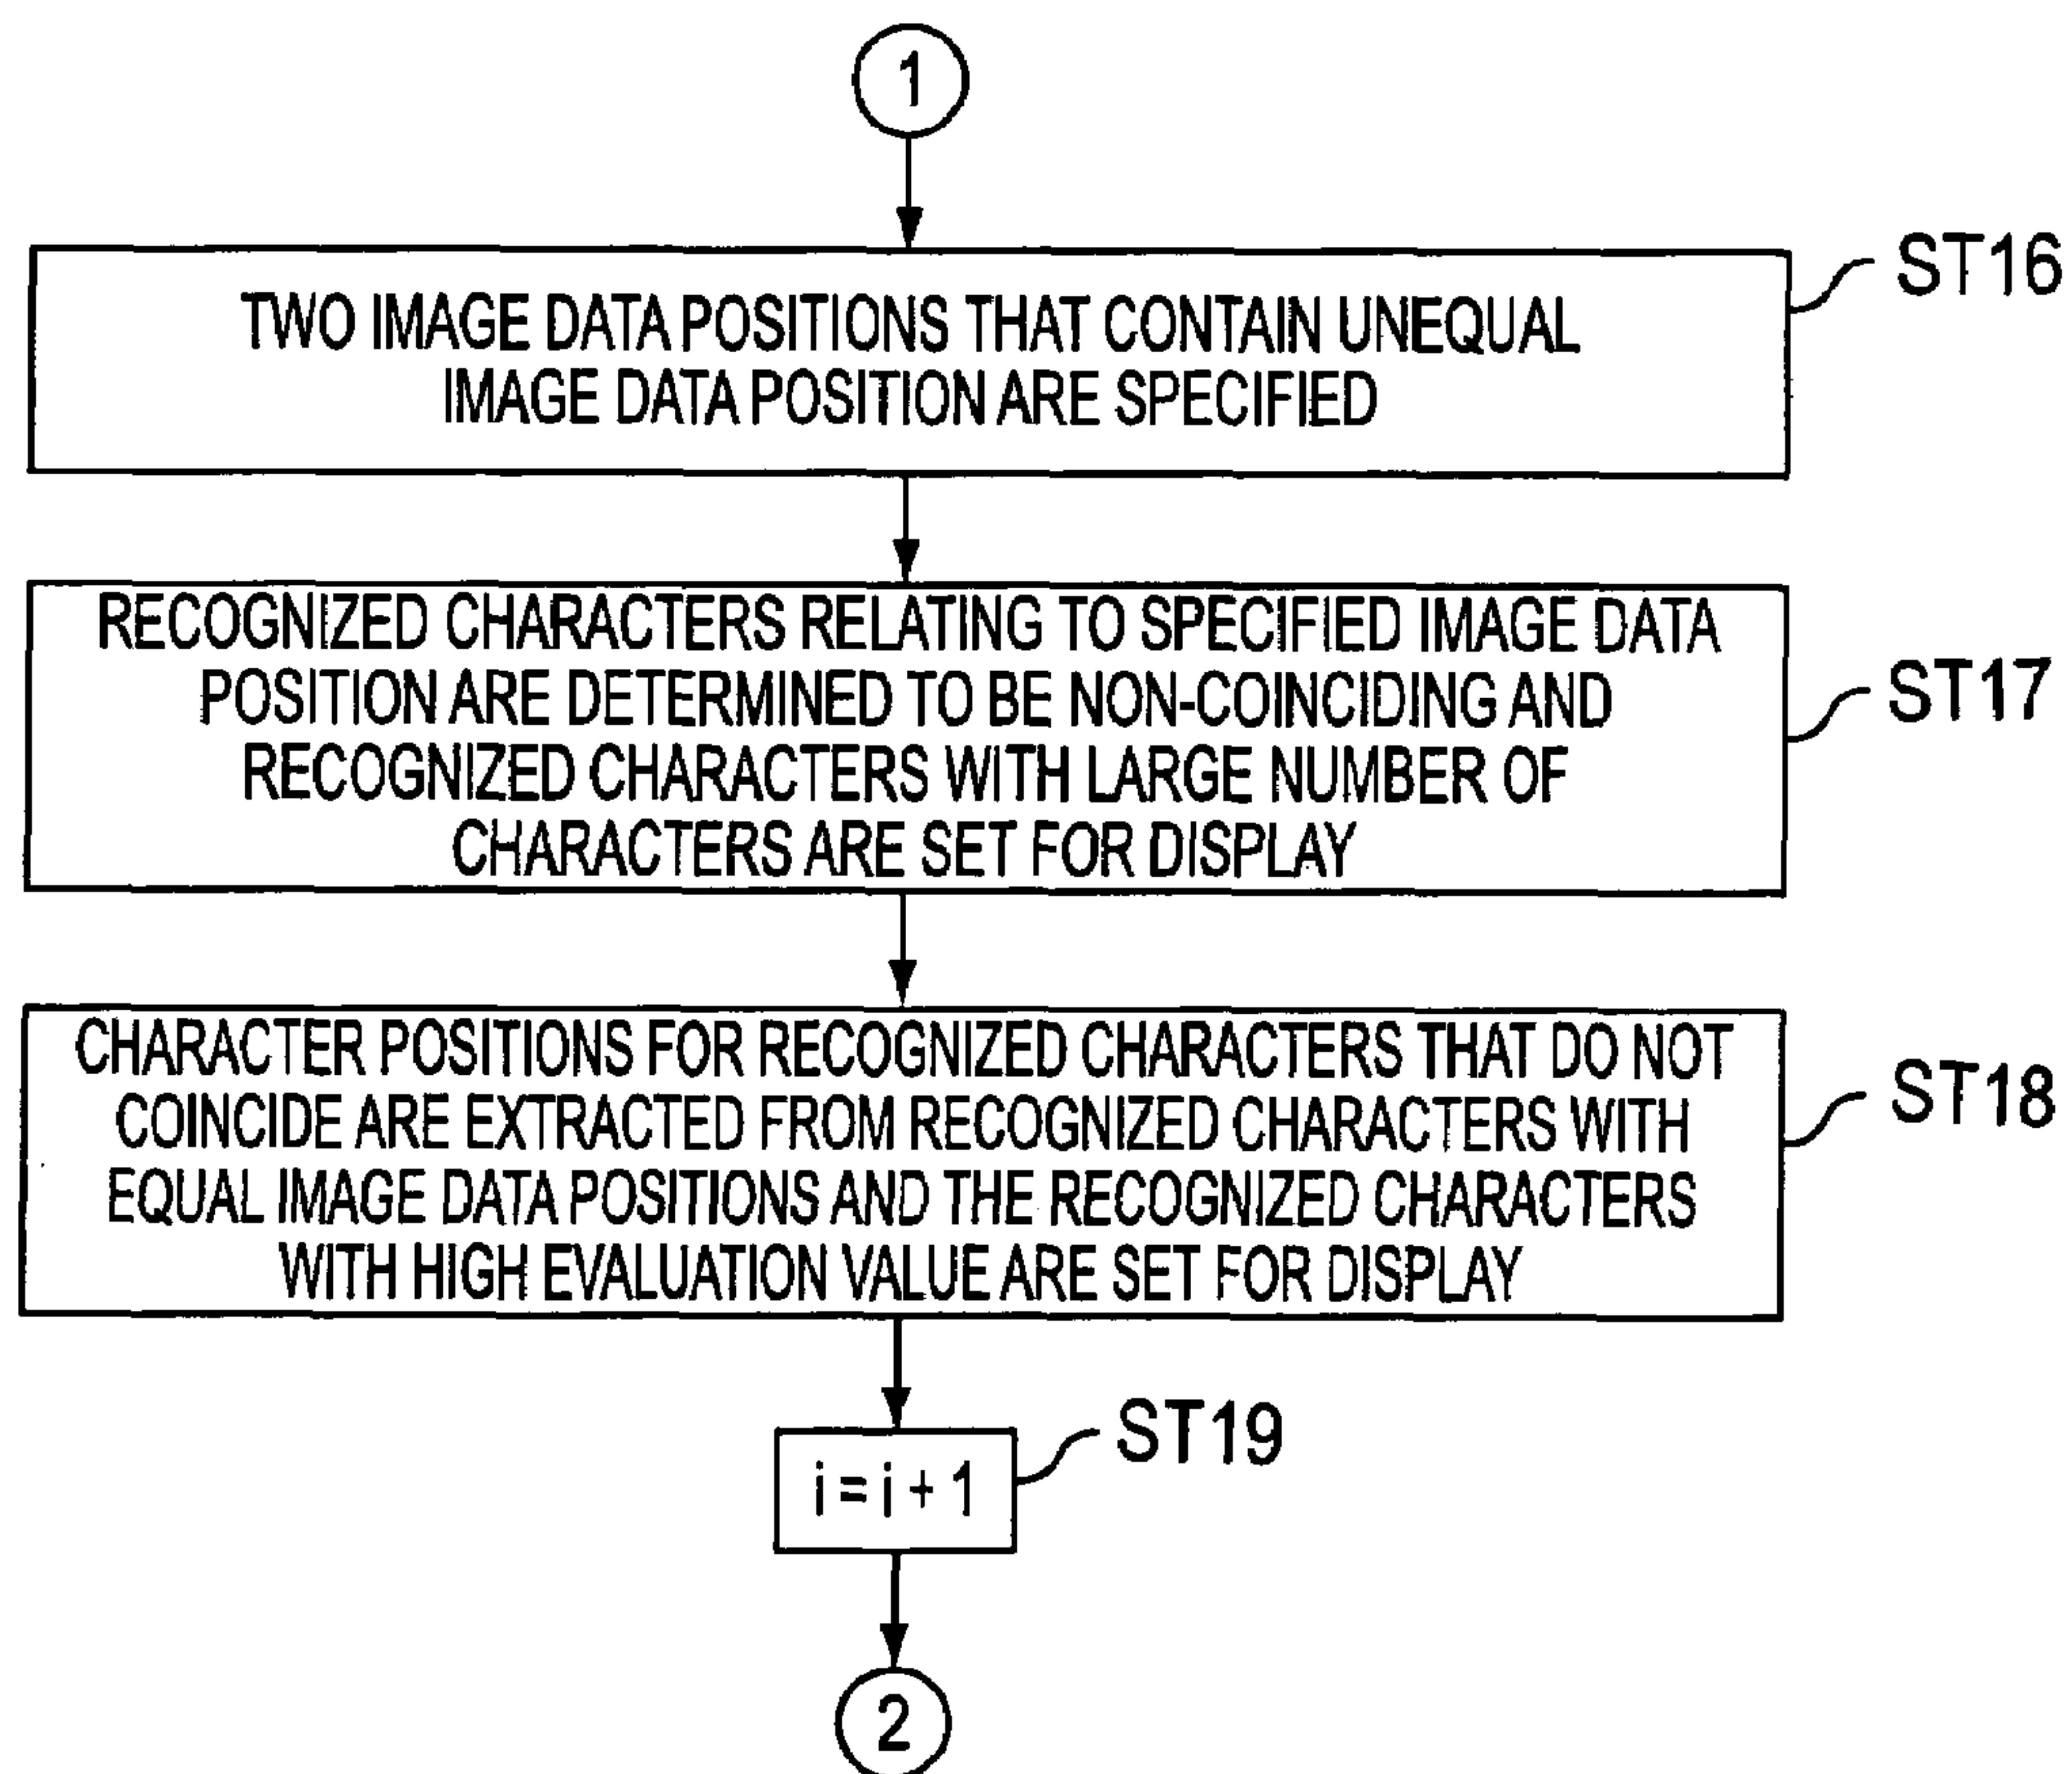 1
ST16
TWO IMAGE DATA POSITIONS THAT CONTAIN UNEQUAL
IMAGE DATA POSITION ARE SPECIFIED
RECOGNIZED CHARACTERS RELATING TO SPECIFIED IMAGE DATA
POSITION ARE DETERMINED TO BE NON-COINCIDING AND
RECOGNIZED CHARACTERS WITH LARGE NUMBER OF
CHARACTERS ARE SET FOR DISPLAY
ST17
CHARACTER POSITIONS FOR RECOGNIZED CHARACTERS THAT DO NOT
COINCIDE ARE EXTRACTED FROM RECOGNIZED CHARACTERS WITH
EQUAL IMAGE DATA POSITIONS AND THE RECOGNIZED CHARACTERS
WITH HIGH EVALUATION VALUE ARE SET FOR DISPLAY
ST18
ST19
i = i + 1
2